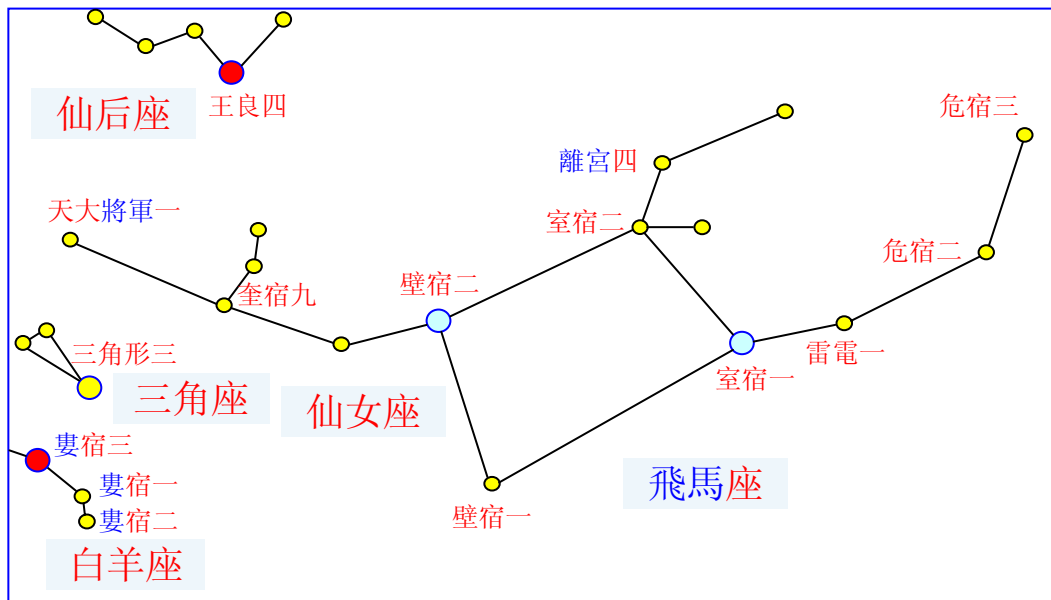 王良四
仙后座
危宿三
離宮四
天大將軍一
室宿二
危宿二
壁宿二
奎宿九
三角形三
雷電一
室宿一
三角座
仙女座
婁宿三
婁宿一
飛馬座
壁宿一
婁宿二
白羊座